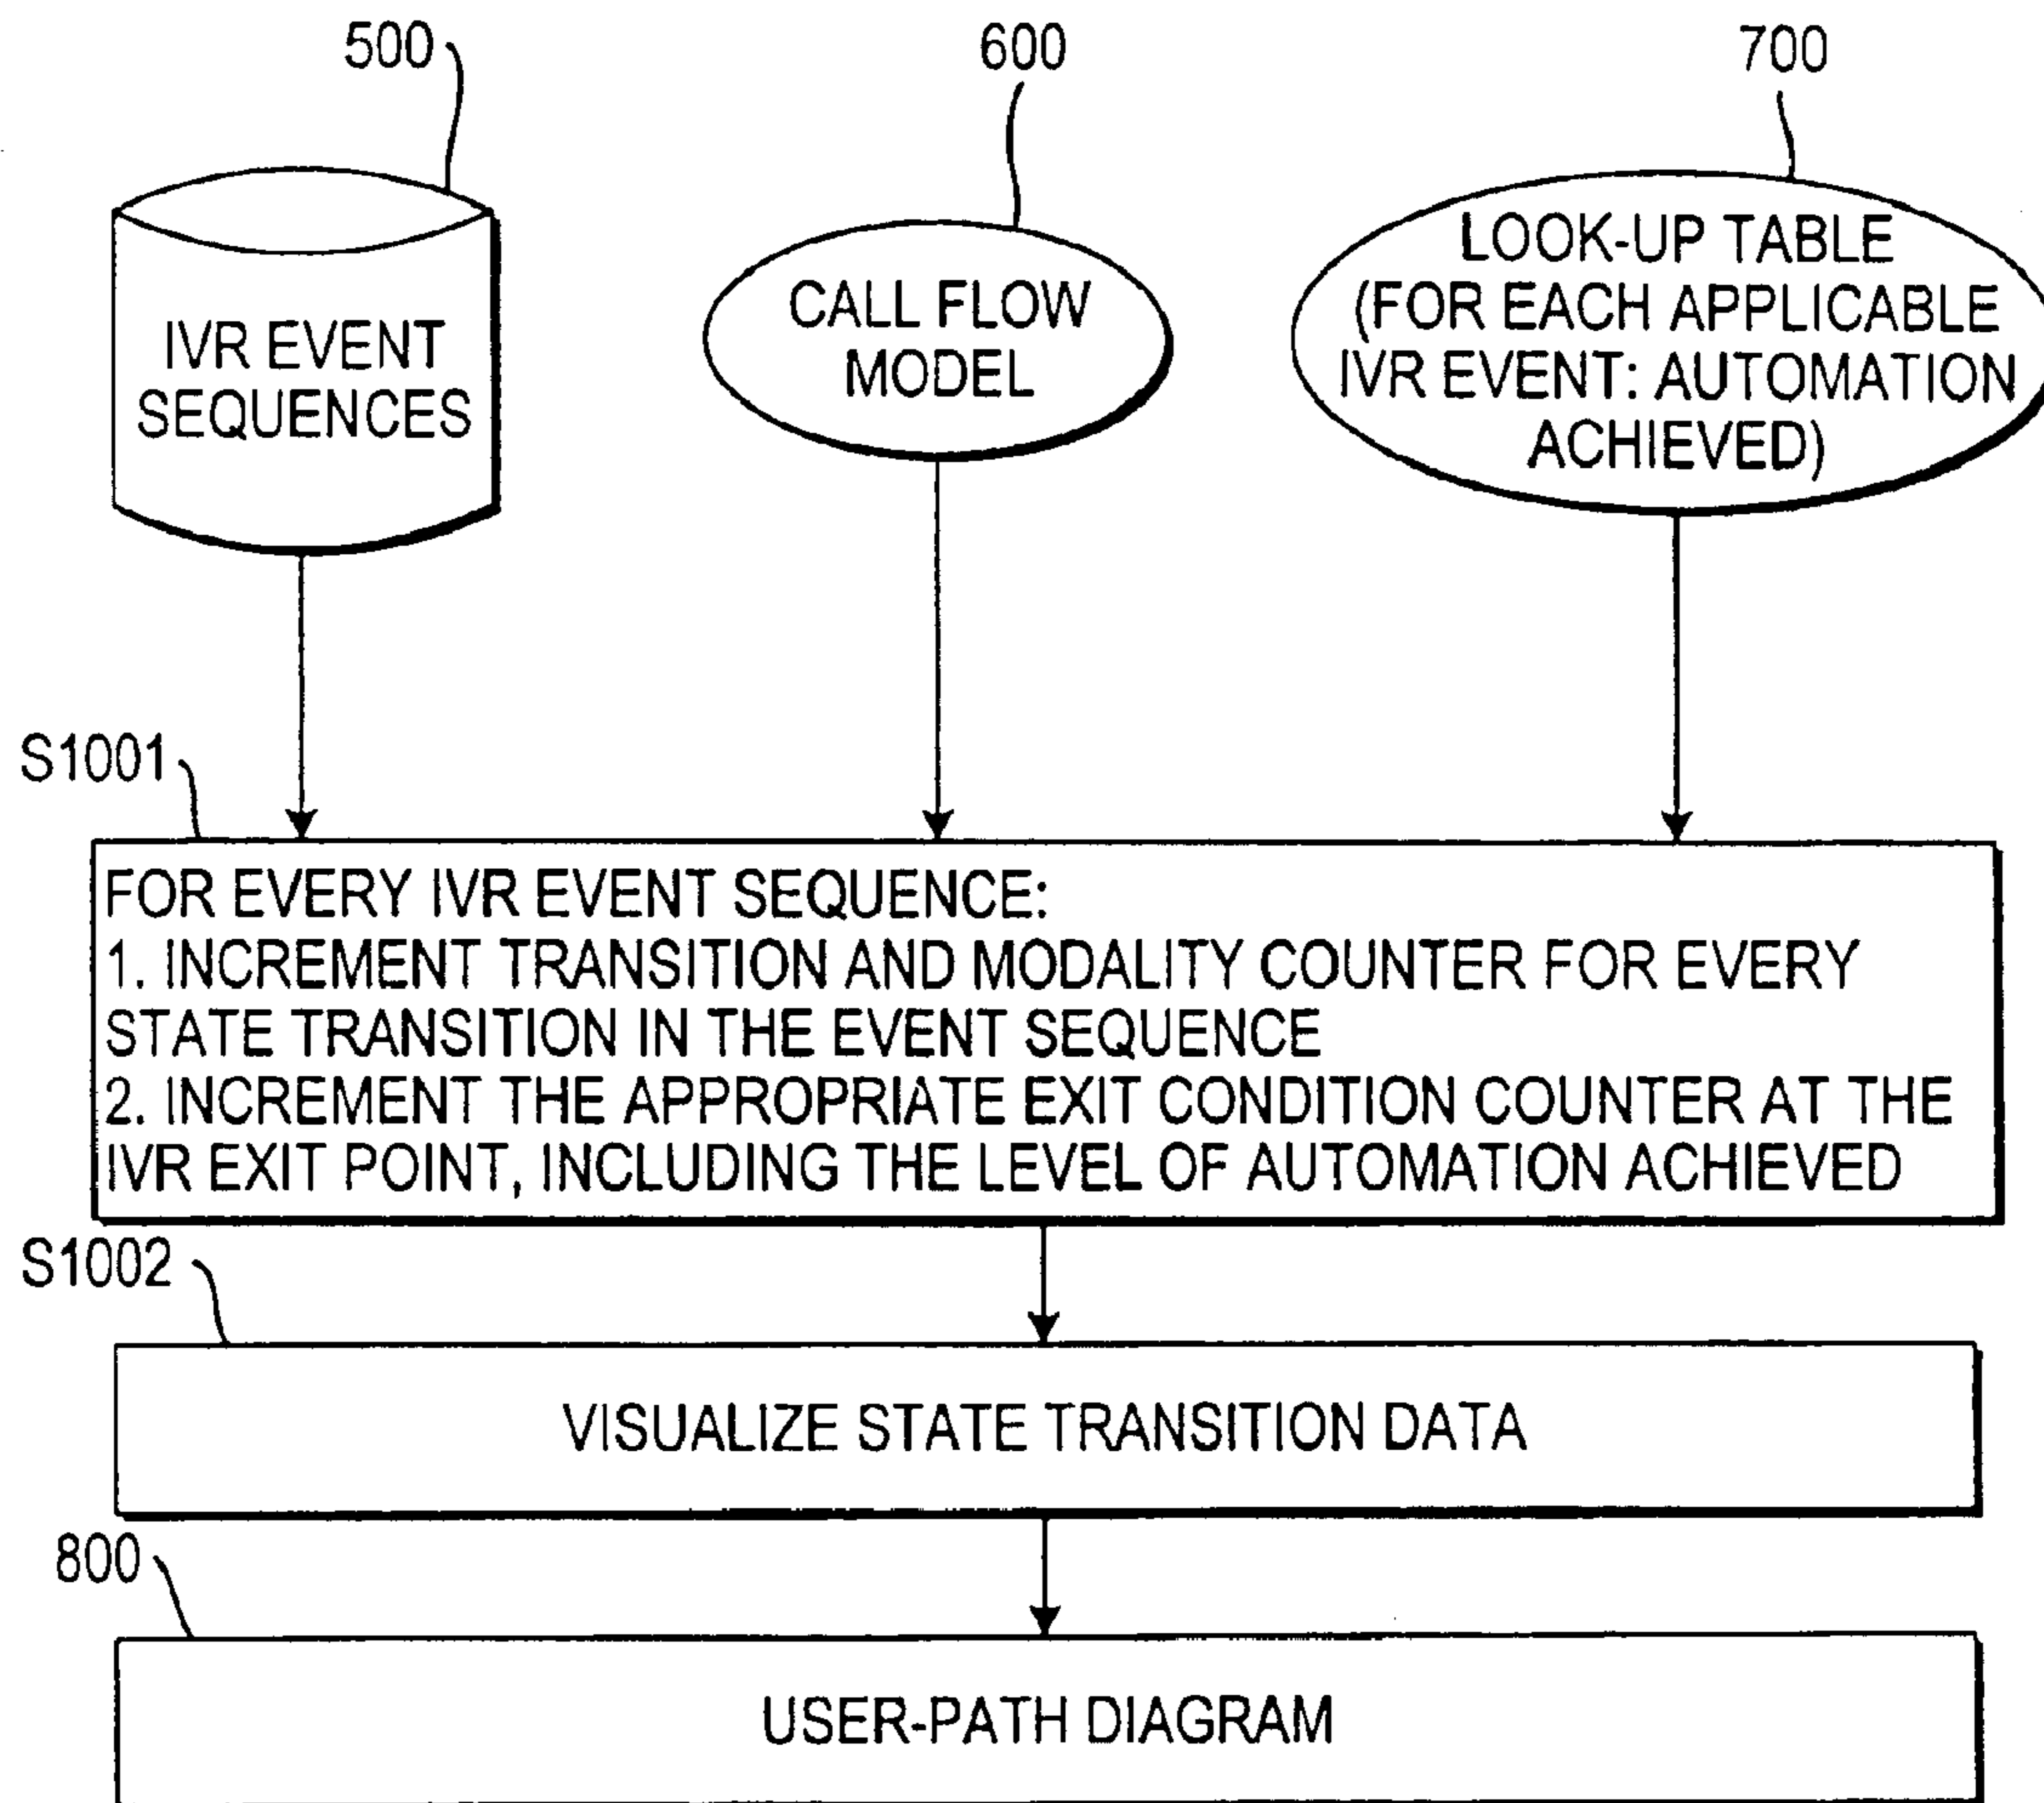 500
600
700
IVR EVENT
SEQUENCES
CALL FLOW
MODEL
LOOK-UP TABLE
(FOR EACH APPLICABLE
IVR EVENT: AUTOMATION
ACHIEVED)
S1001
FOR EVERY IVR EVENT SEQUENCE:
1. INCREMENT TRANSITION AND MODALITY COUNTER FOR EVERY
STATE TRANSITION IN THE EVENT SEQUENCE
2. INCREMENT THE APPROPRIATE EXIT CONDITION COUNTER AT THE
IVR EXIT POINT, INCLUDING THE LEVEL OF AUTOMATION ACHIEVED
S1002
VISUALIZE STATE TRANSITION DATA
800
USER-PATH DIAGRAM